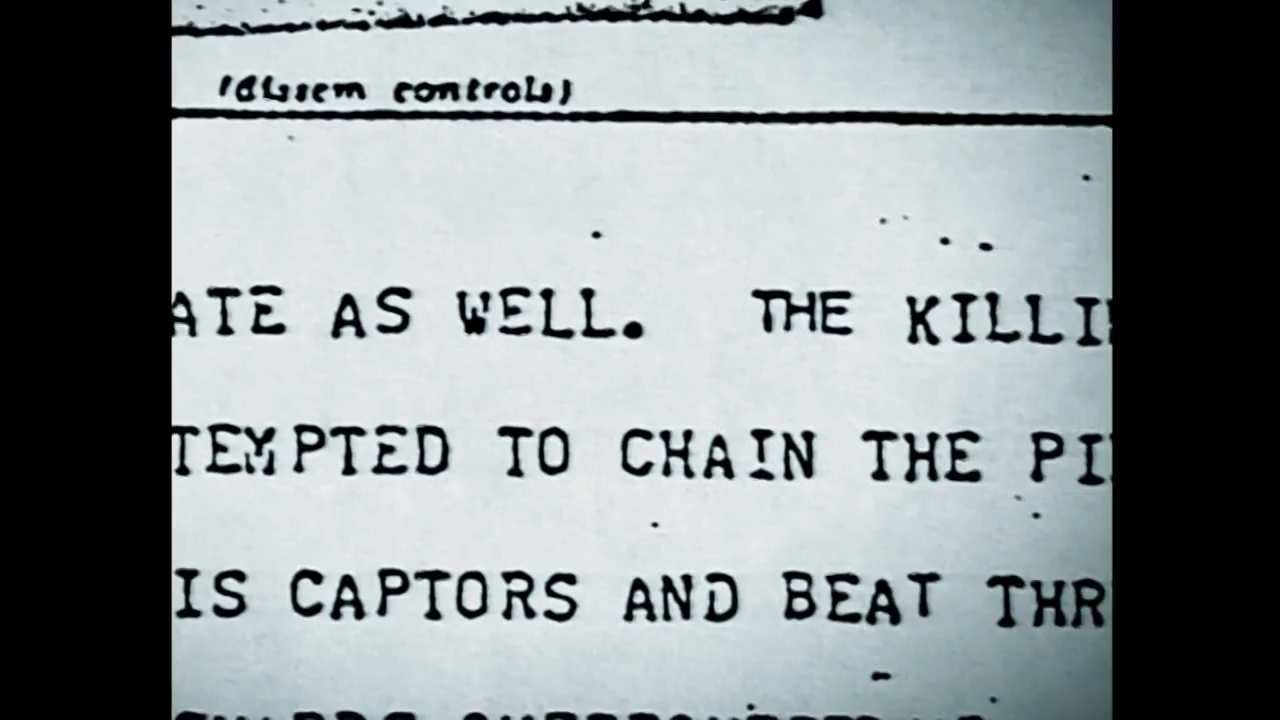 (dissem controls)
ATE AS WELL. THE KILLI
TEMPTED TO CHAIN THE PI
IS CAPTORS AND BEAT THR